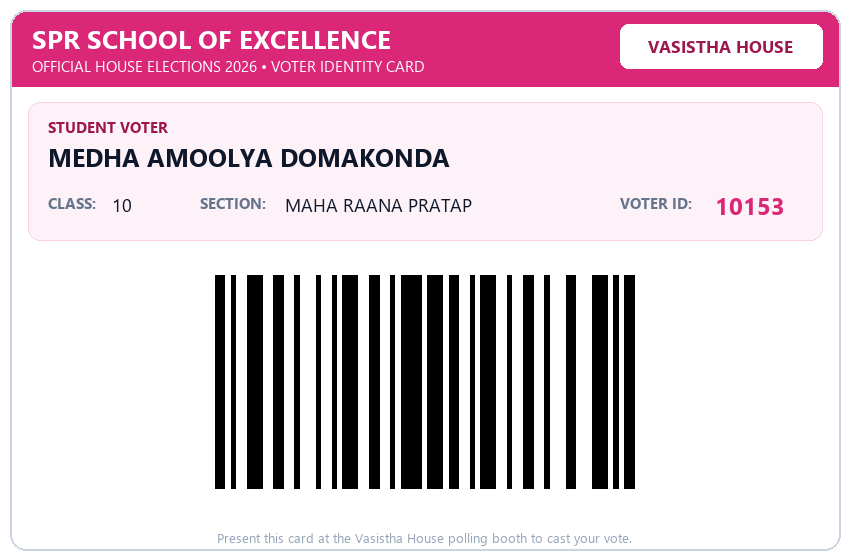 SPR SCHOOL OF EXCELLENCE
OFFICIAL HOUSE ELECTIONS 2026 • VOTER IDENTITY CARD
VASISTHA HOUSE
STUDENT VOTER
MEDHA AMOOLYA DOMAKONDA
CLASS: 10 SECTION: MAHA RAANA PRATAP VOTER ID: 10153
Present this card at the Vasistha House polling booth to cast your vote.